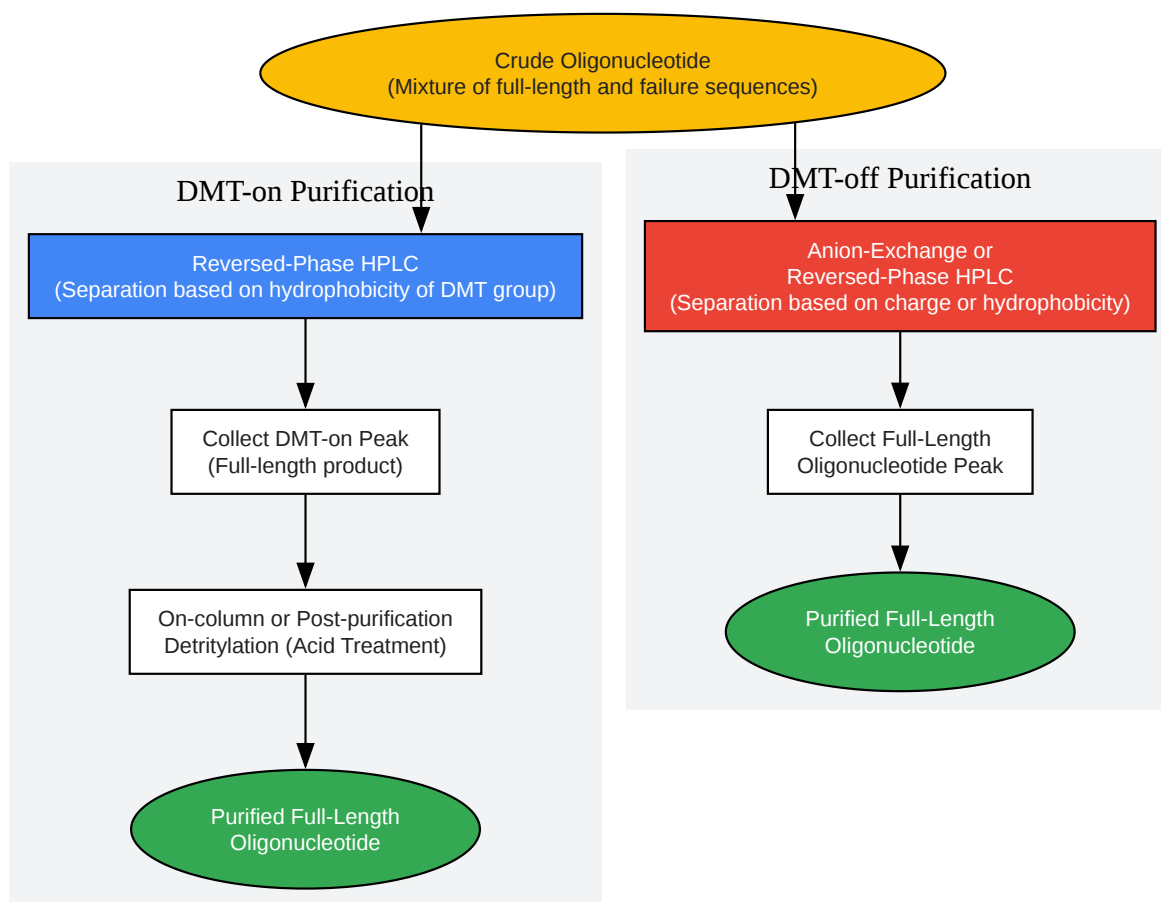 Crude Oligonucleotide
(Mixture of full-length and failure sequences)
DMT-on Purification
Reversed-Phase HPLC
(Separation based on hydrophobicity of DMT group)
Collect DMT-on Peak
(Full-length product)
On-column or Post-purification
Detritylation (Acid Treatment)
Purified Full-Length
Oligonucleotide
DMT-off Purification
Anion-Exchange or
Reversed-Phase HPLC
(Separation based on charge or hydrophobicity)
Collect Full-Length
Oligonucleotide Peak
Purified Full-Length
Oligonucleotide